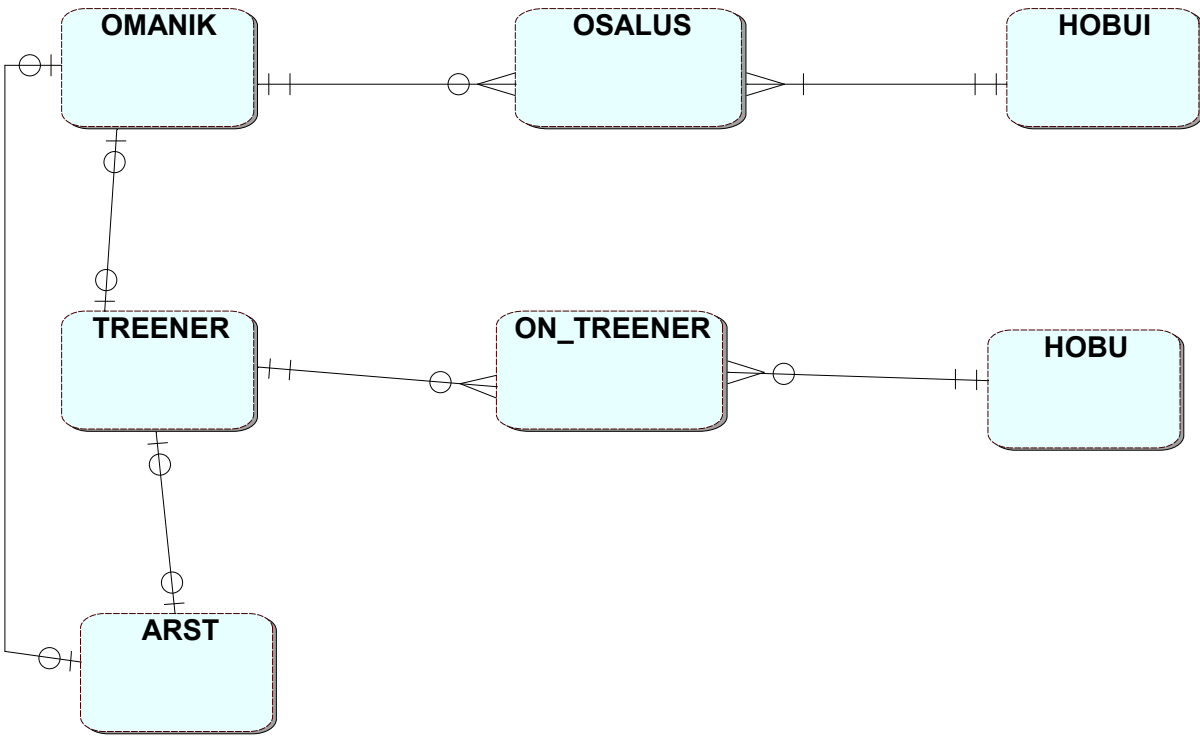 OMANIK
OSALUS
HOBUI
TREENER
ON_TREENER
HOBU
ARST